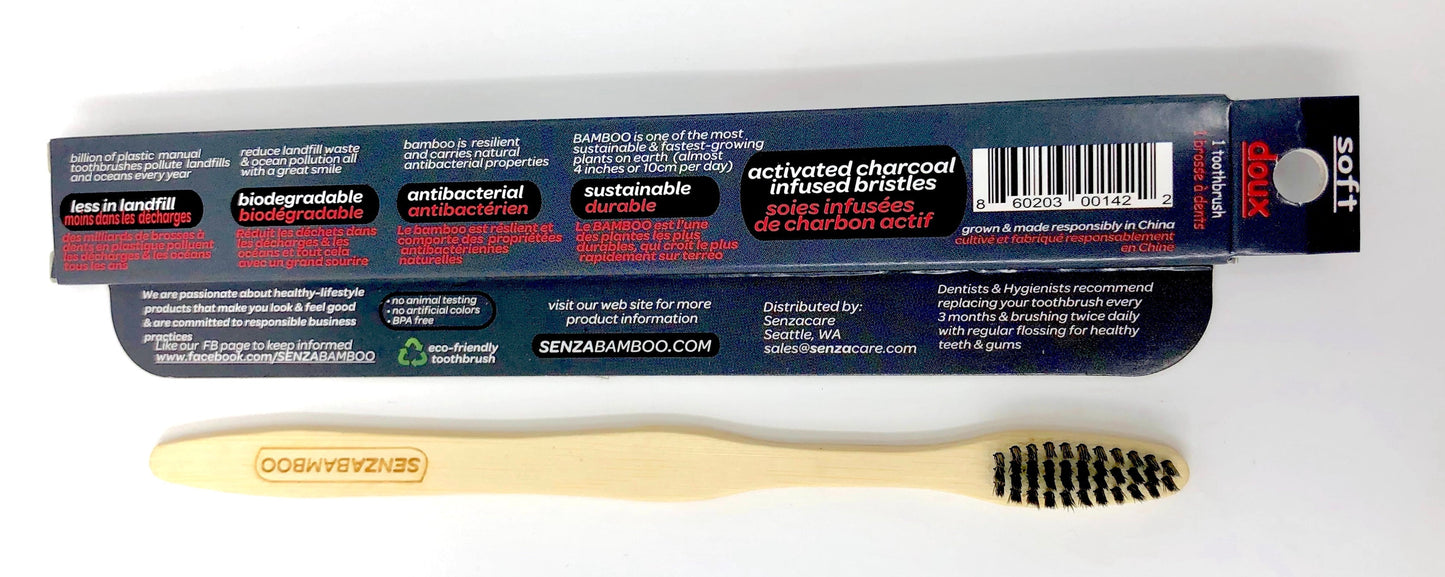 billion of plastic manual
toothbrushes pollute landfills
and oceans every year
less in landfill
moins dans les décharges
des milliards de brosses à
dents en plastique polluent
les décharges & les océans
tous les ans
reduce landfill waste
& ocean pollution all
with a great smile
biodegradable
biodégradable
Réduit les déchets dans
les décharges & les
océans et tout cela
avec un grand sourire
bamboo is resilient
and carries natural
antibacterial properties
antibacterial
antibactérien
Le bamboo est résilient et
comporte des propriétées
antibactériennes
naturelles
BAMBOO is one of the most
sustainable & fastest-growing
plants on earth (almost
4 inches or 10cm per day)
sustainable
durable
Le BAMBOO est l'une
des plantes les plus
durables, qui croit le plus
rapidement sur terre
activated charcoal
infused bristles
soies infusées
de charbon actif
8 60203 00142 2
grown & made responsibly in China
cultivé et fabriqué responsablement
en Chine
1 toothbrush
1 brosse à dents
soft
doux
We are passionate about healthy-lifestyle
products that make you look & feel good
& are committed to responsible business
practices
Like our FB page to keep informed
www.facebook.com/SENZABAMBOO
• no animal testing
• no artificial colors
• BPA free
eco-friendly
toothbrush
visit our web site for more
product information
SENZABAMBOO.COM
Distributed by:
Senzacare
Seattle, WA
sales@senzacare.com
Dentists & Hygienists recommend
replacing your toothbrush every
3 months & brushing twice daily
with regular flossing for healthy
teeth & gums
SENZABAMBOO